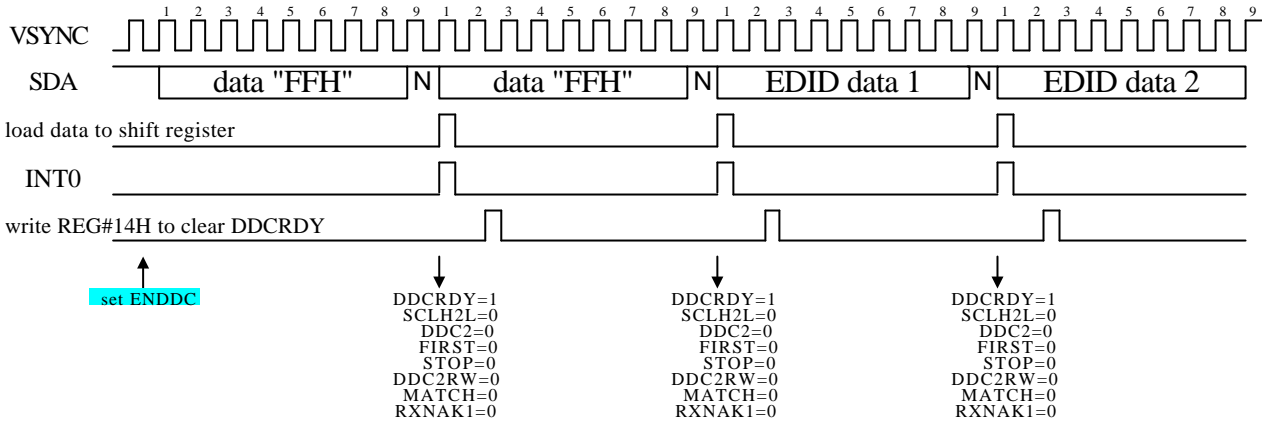 1 2 3 4 5 6 7 8 9 1 2 3 4 5 6 7 8 9 1 2 3 4 5 6 7 8 9 1 2 3 4 5 6 7 8 9
VSYNC
SDA data "FFH" N data "FFH" N EDID data 1 N EDID data 2
load data to shift register
INT0
write REG#14H to clear DDCRDY
set ENDDC
DDCRDY=1 DDCRDY=1 DDCRDY=1
SCLH2L=0 SCLH2L=0 SCLH2L=0
DDC2=0 DDC2=0 DDC2=0
FIRST=0 FIRST=0 FIRST=0
STOP=0 STOP=0 STOP=0
DDC2RW=0 DDC2RW=0 DDC2RW=0
MATCH=0 MATCH=0 MATCH=0
RXNAK1=0 RXNAK1=0 RXNAK1=0